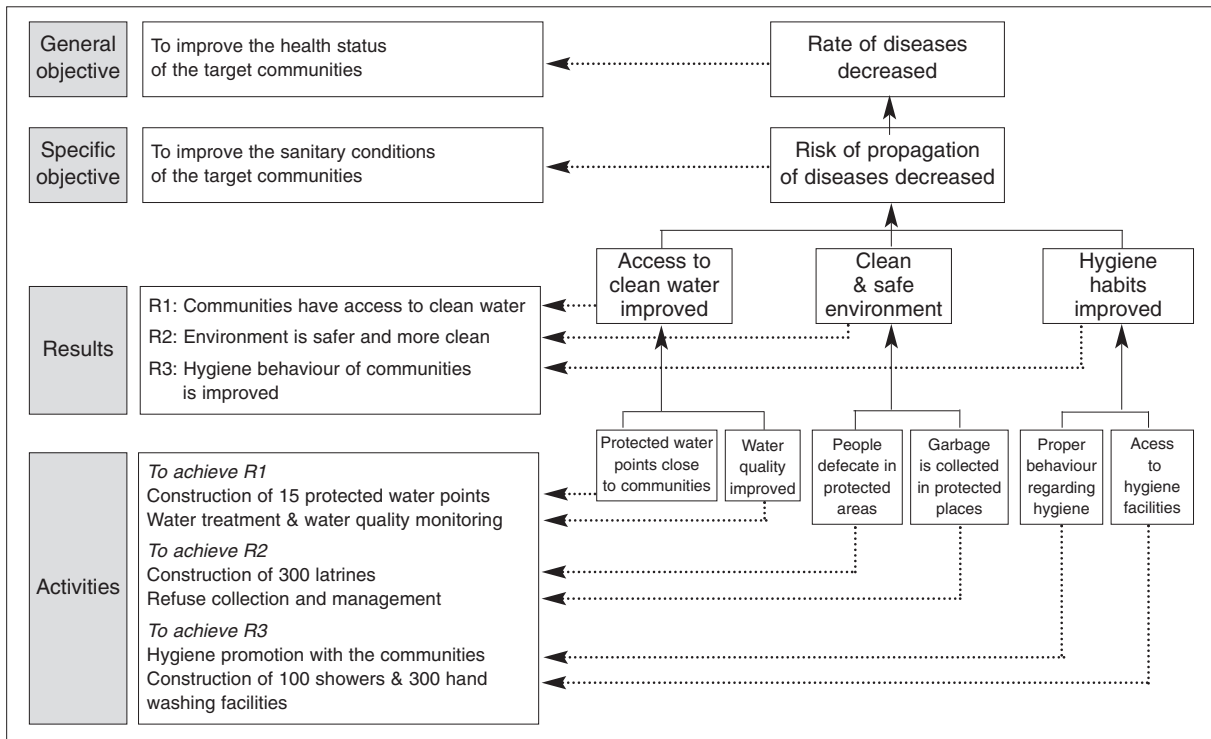 General
objective
To improve the health status
of the target communities
Rate of diseases
decreased
Specific
objective
To improve the sanitary conditions
of the target communities
Risk of propagation
of diseases decreased
Access to
clean water
improved
Clean
& safe
environment
Hygiene
habits
improved
Results
R1: Communities have access to clean water
R2: Environment is safer and more clean
R3: Hygiene behaviour of communities
is improved
Protected water
points close
to communities
Water
quality
improved
People
defecate in
protected
areas
Garbage
is collected
in protected
places
Proper
behaviour
regarding
hygiene
Acess
to
hygiene
facilities
Activities
To achieve R1
Construction of 15 protected water points
Water treatment & water quality monitoring
To achieve R2
Construction of 300 latrines
Refuse collection and management
To achieve R3
Hygiene promotion with the communities
Construction of 100 showers & 300 hand
washing facilities